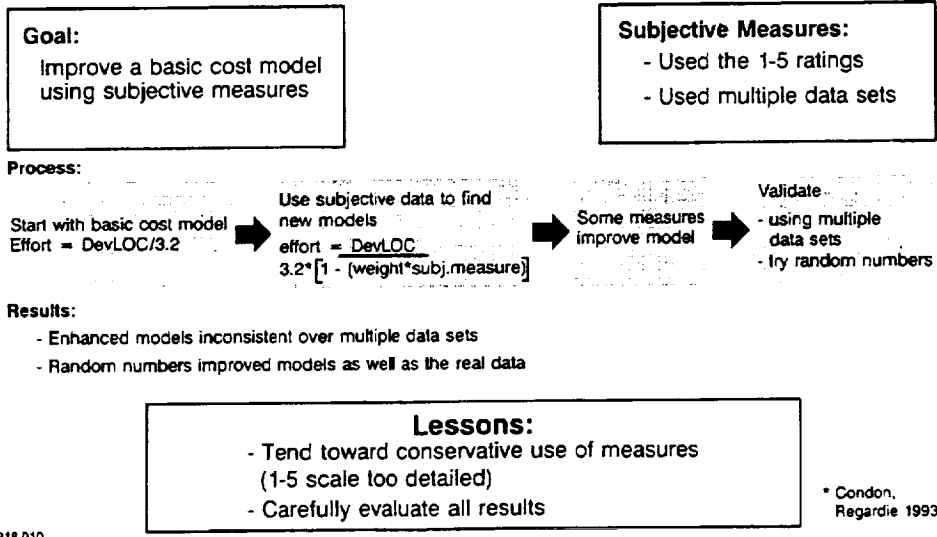 Goal:
Improve a basic cost model
using subjective measures
Subjective Measures:
- Used the 1-5 ratings
- Used multiple data sets
Process:
Start with basic cost model
Effort = DevLOC/3.2
Use subjective data to find
new models
effort = DevLOC
3.2*[1 - (weight*subj.measure)]
Some measures
improve model
Validate
- using multiple
data sets
- try random numbers
Results:
- Enhanced models inconsistent over multiple data sets
- Random numbers improved models as well as the real data
Lessons:
- Tend toward conservative use of measures
(1-5 scale too detailed)
- Carefully evaluate all results
* Condon,
Regardie 1993